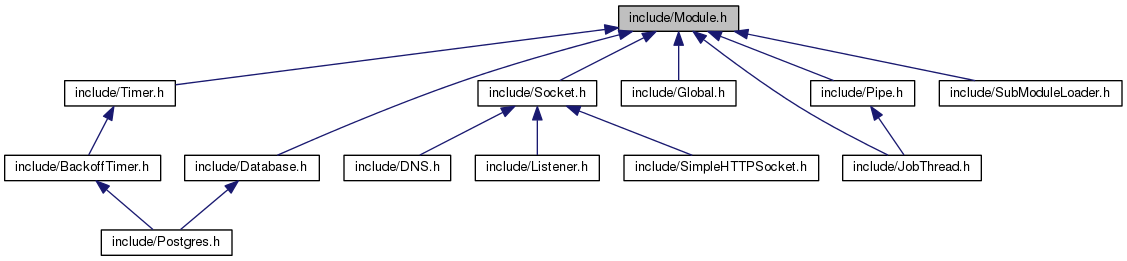 include/Module.h
include/Timer.h
include/Socket.h
include/Global.h
include/Pipe.h
include/SubModuleLoader.h
include/BackoffTimer.h
include/Database.h
include/DNS.h
include/Listener.h
include/SimpleHTTPSocket.h
include/JobThread.h
include/Postgres.h